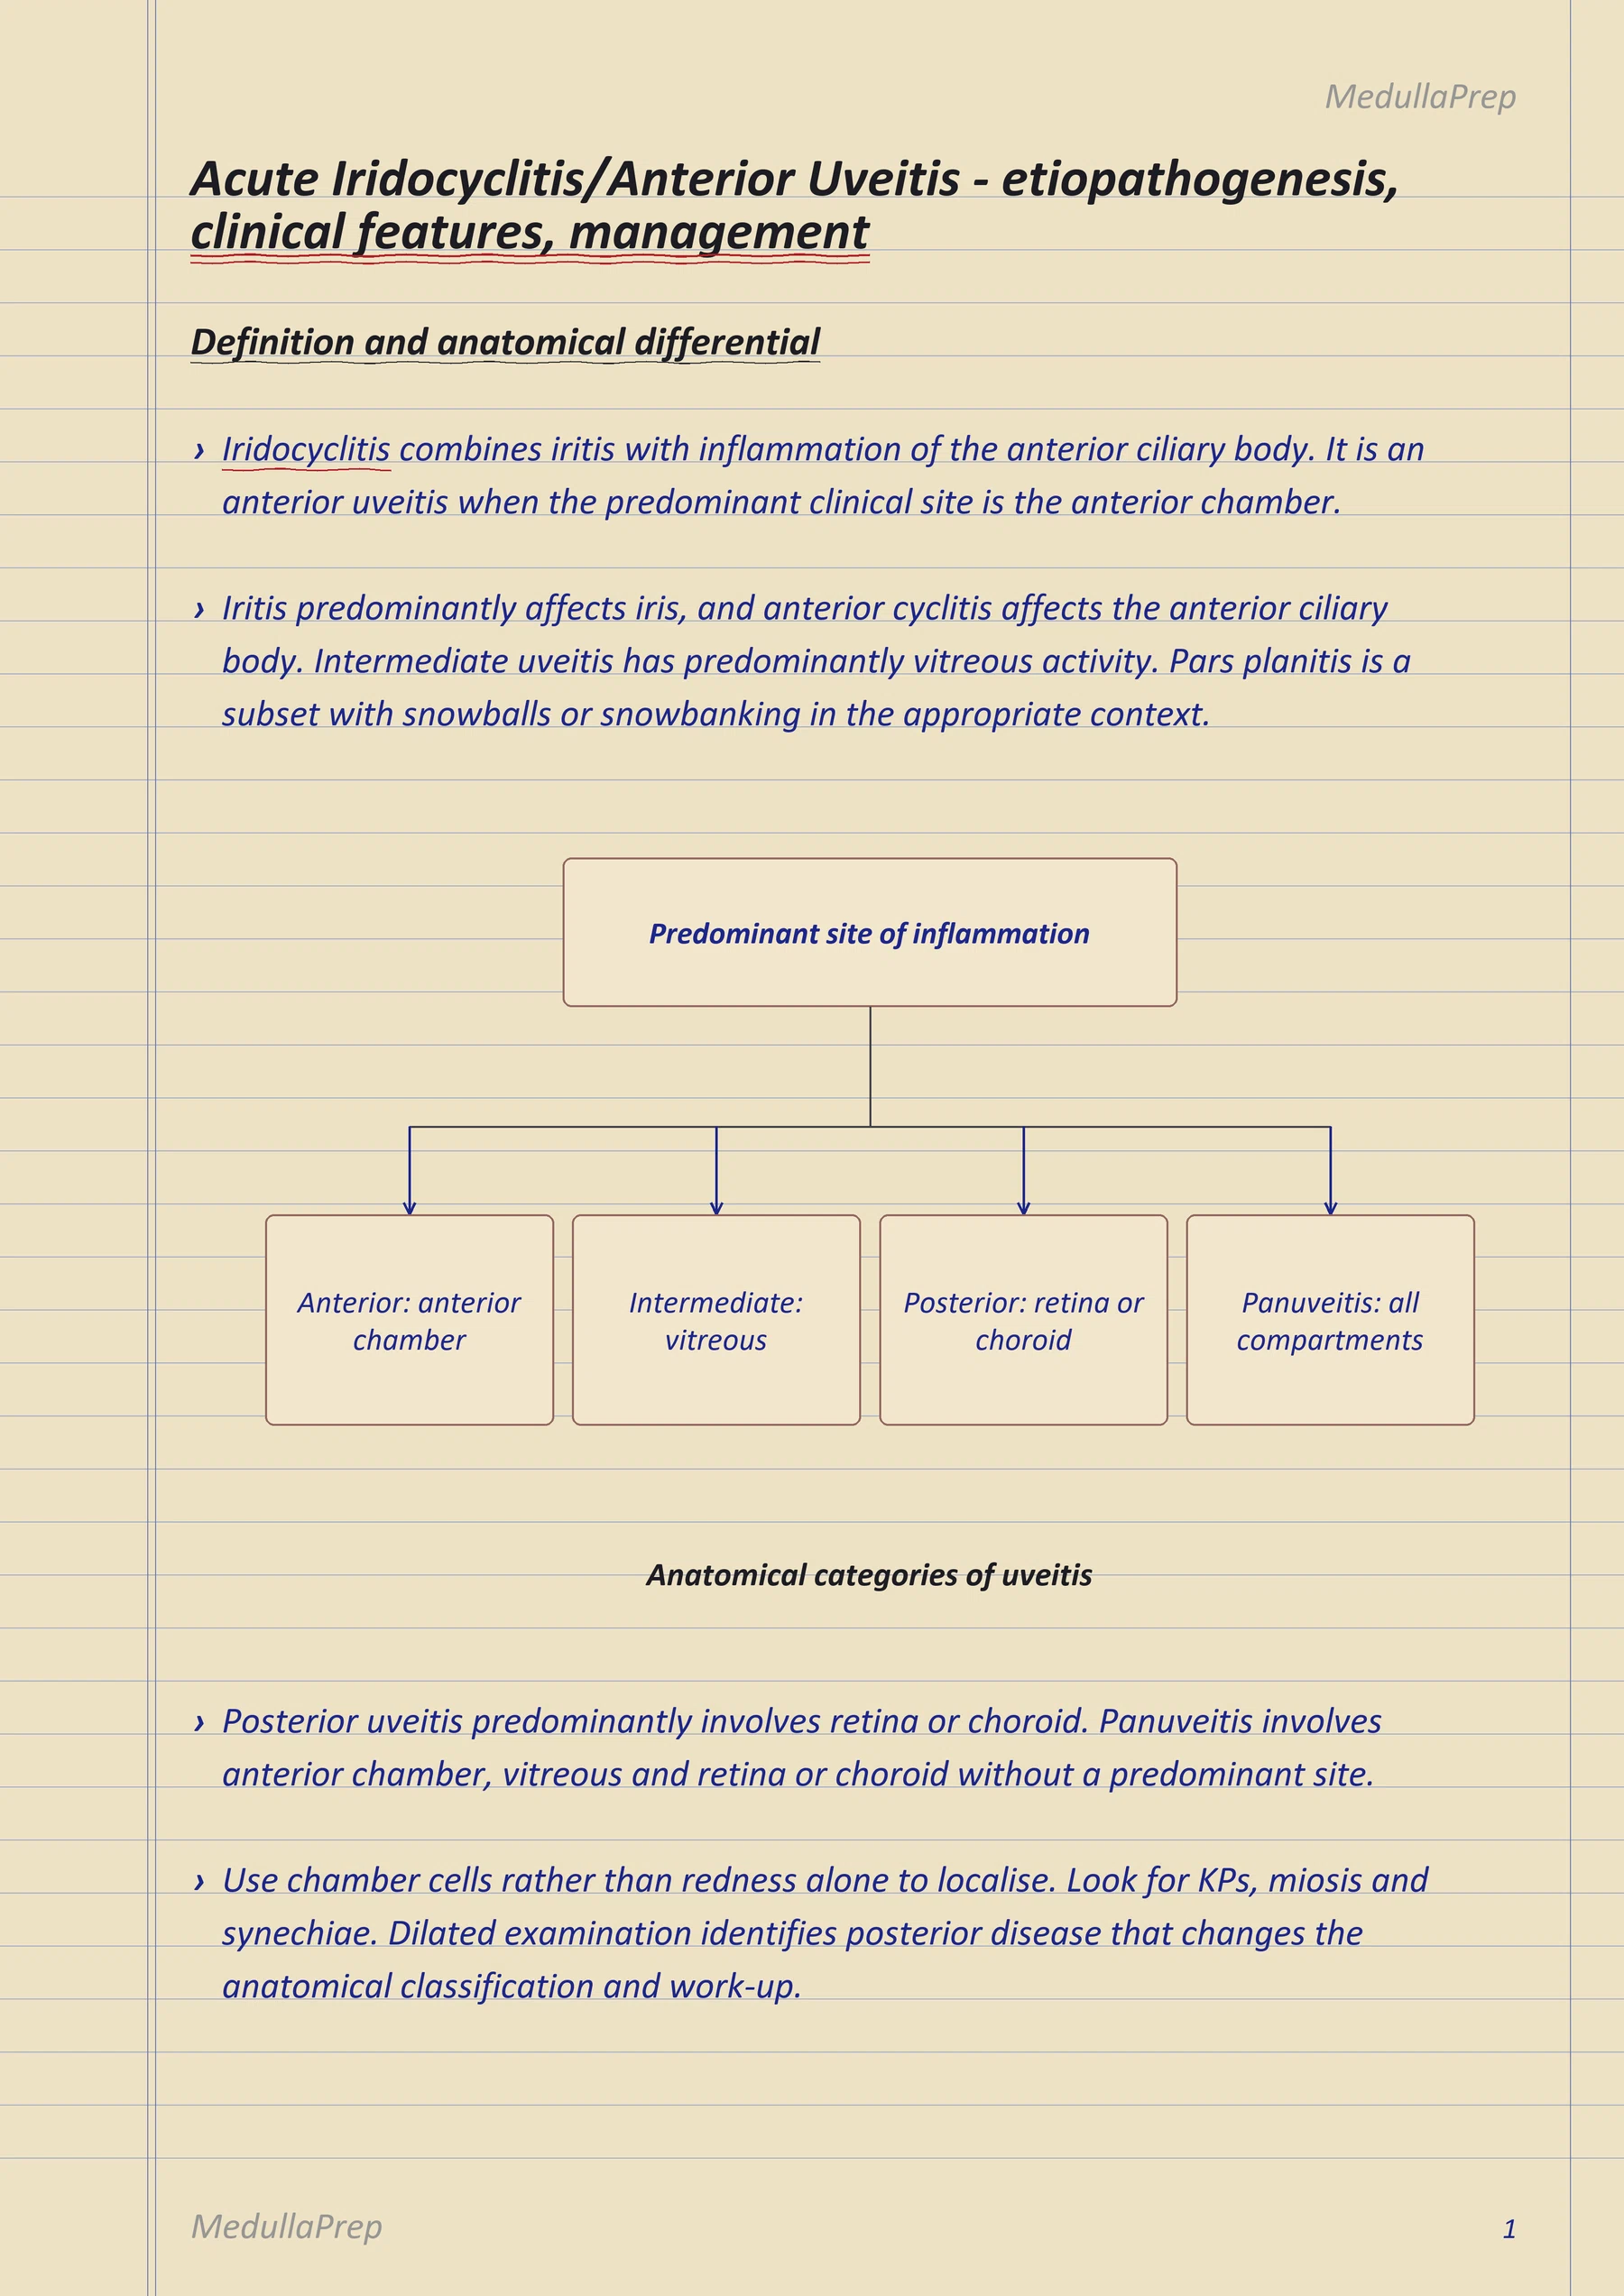 MedullaPrep
Acute Iridocyclitis/Anterior Uveitis - etiopathogenesis,
clinical features, management
Definition and anatomical differential
› Iridocyclitis combines iritis with inflammation of the anterior ciliary body. It is an
anterior uveitis when the predominant clinical site is the anterior chamber.
› Iritis predominantly affects iris, and anterior cyclitis affects the anterior ciliary
body. Intermediate uveitis has predominantly vitreous activity. Pars planitis is a
subset with snowballs or snowbanking in the appropriate context.
Predominant site of inflammation
Anterior: anterior
chamber
Intermediate:
vitreous
Posterior: retina or
choroid
Panuveitis: all
compartments
Anatomical categories of uveitis
› Posterior uveitis predominantly involves retina or choroid. Panuveitis involves
anterior chamber, vitreous and retina or choroid without a predominant site.
› Use chamber cells rather than redness alone to localise. Look for KPs, miosis and
synechiae. Dilated examination identifies posterior disease that changes the
anatomical classification and work-up.
MedullaPrep
1